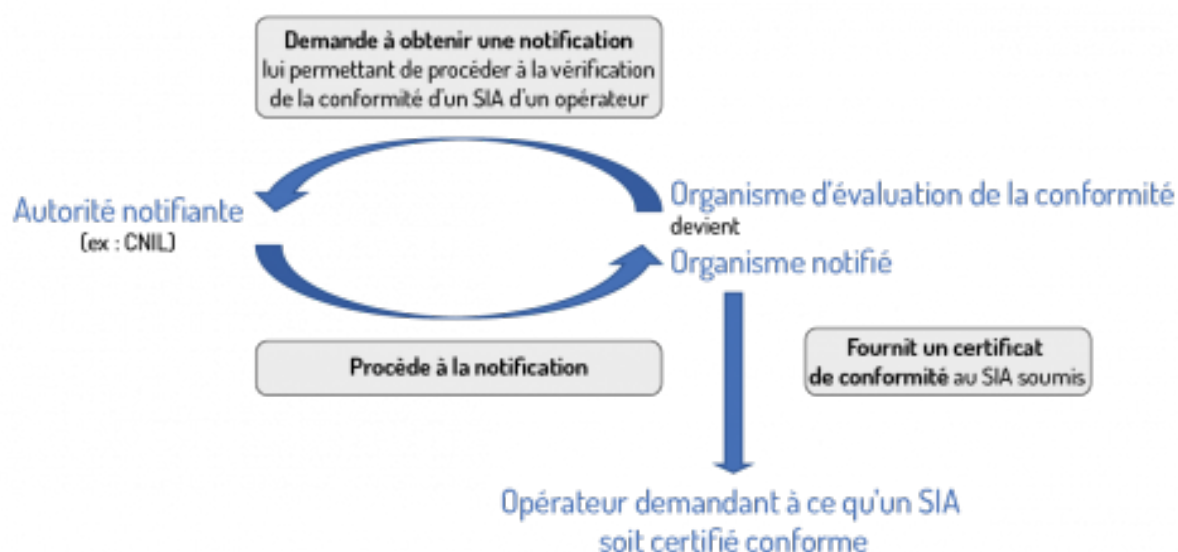 Demande à obtenir une notification
lui permettant de procéder à la vérification
de la conformité d'un SIA d'un opérateur
Autorité notifiante
(ex : CNIL)
Organisme d'évaluation de la conformité
devient
Organisme notifié
Procède à la notification
Fournit un certificat
de conformité au SIA soumis
Opérateur demandant à ce qu'un SIA
soit certifié conforme